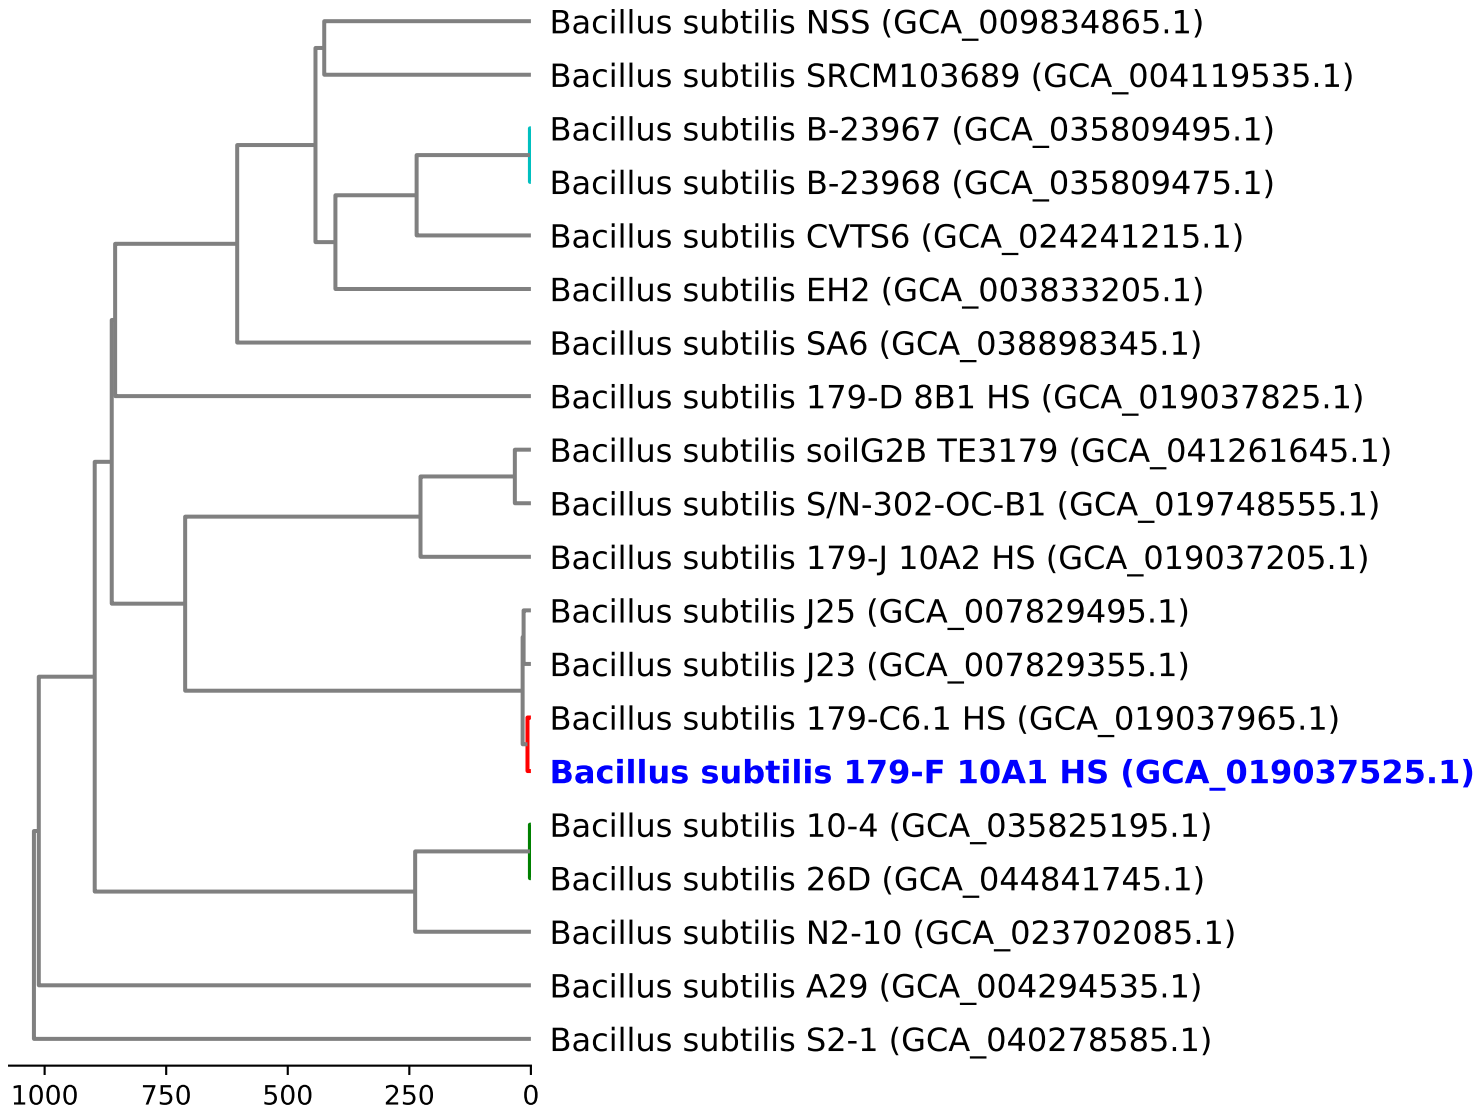 Bacillus subtilis NSS (GCA_009834865.1)
Bacillus subtilis SRCM103689 (GCA_004119535.1)
Bacillus subtilis B-23967 (GCA_035809495.1)
Bacillus subtilis B-23968 (GCA_035809475.1)
Bacillus subtilis CVTS6 (GCA_024241215.1)
Bacillus subtilis EH2 (GCA_003833205.1)
Bacillus subtilis SA6 (GCA_038898345.1)
Bacillus subtilis 179-D 8B1 HS (GCA_019037825.1)
Bacillus subtilis soilG2B TE3179 (GCA_041261645.1)
Bacillus subtilis S/N-302-OC-B1 (GCA_019748555.1)
Bacillus subtilis 179-J 10A2 HS (GCA_019037205.1)
Bacillus subtilis J25 (GCA_007829495.1)
Bacillus subtilis J23 (GCA_007829355.1)
Bacillus subtilis 179-C6.1 HS (GCA_019037965.1)
Bacillus subtilis 179-F 10A1 HS (GCA_019037525.1)
Bacillus subtilis 10-4 (GCA_035825195.1)
Bacillus subtilis 26D (GCA_044841745.1)
Bacillus subtilis N2-10 (GCA_023702085.1)
Bacillus subtilis A29 (GCA_004294535.1)
Bacillus subtilis S2-1 (GCA_040278585.1)
1000 750 500 250 0